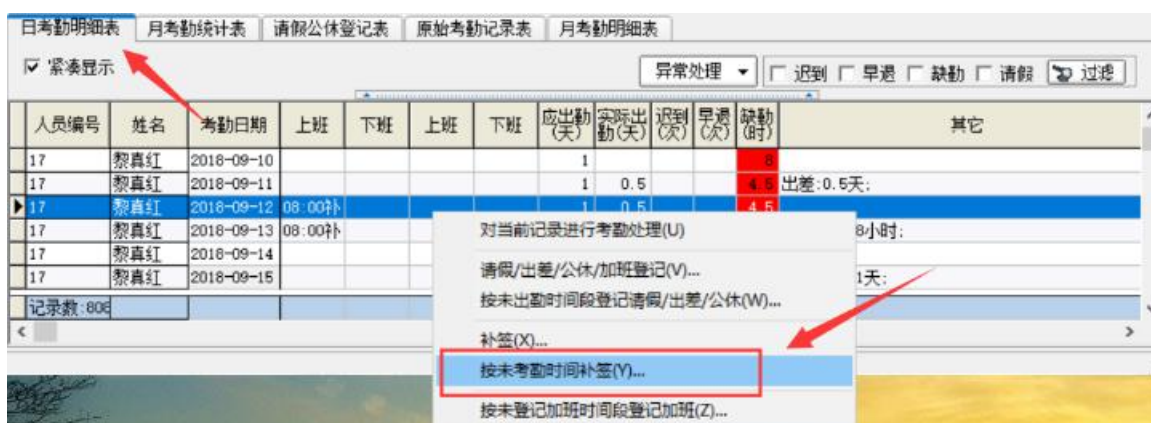 日考勤明细表 月考勤统计表 请假公休登记表 原始考勤记录表 月考勤明细表
紧凑显示 异常处理 迟到 早退 缺勤 请假 过滤
人员编号 姓名 考勤日期 上班 下班 上班 下班 应出勤(天) 实际出勤(天) 迟到(次) 早退(次) 缺勤(时) 其它
17 黎真红 2018-09-10 1 8
17 黎真红 2018-09-11 1 0.5 4.5 出差:0.5天;
17 黎真红 2018-09-12 08:00补 1 0.5 4.5
17 黎真红 2018-09-13 08:00补 8小时;
17 黎真红 2018-09-14
17 黎真红 2018-09-15 1天;
记录数:808
对当前记录进行考勤处理(U)
请假/出差/公休/加班登记(V)...
按未出勤时间段登记请假/出差/公休(W)...
补签(X)...
按未考勤时间补签(Y)...
按未登记加班时间段登记加班(Z)...